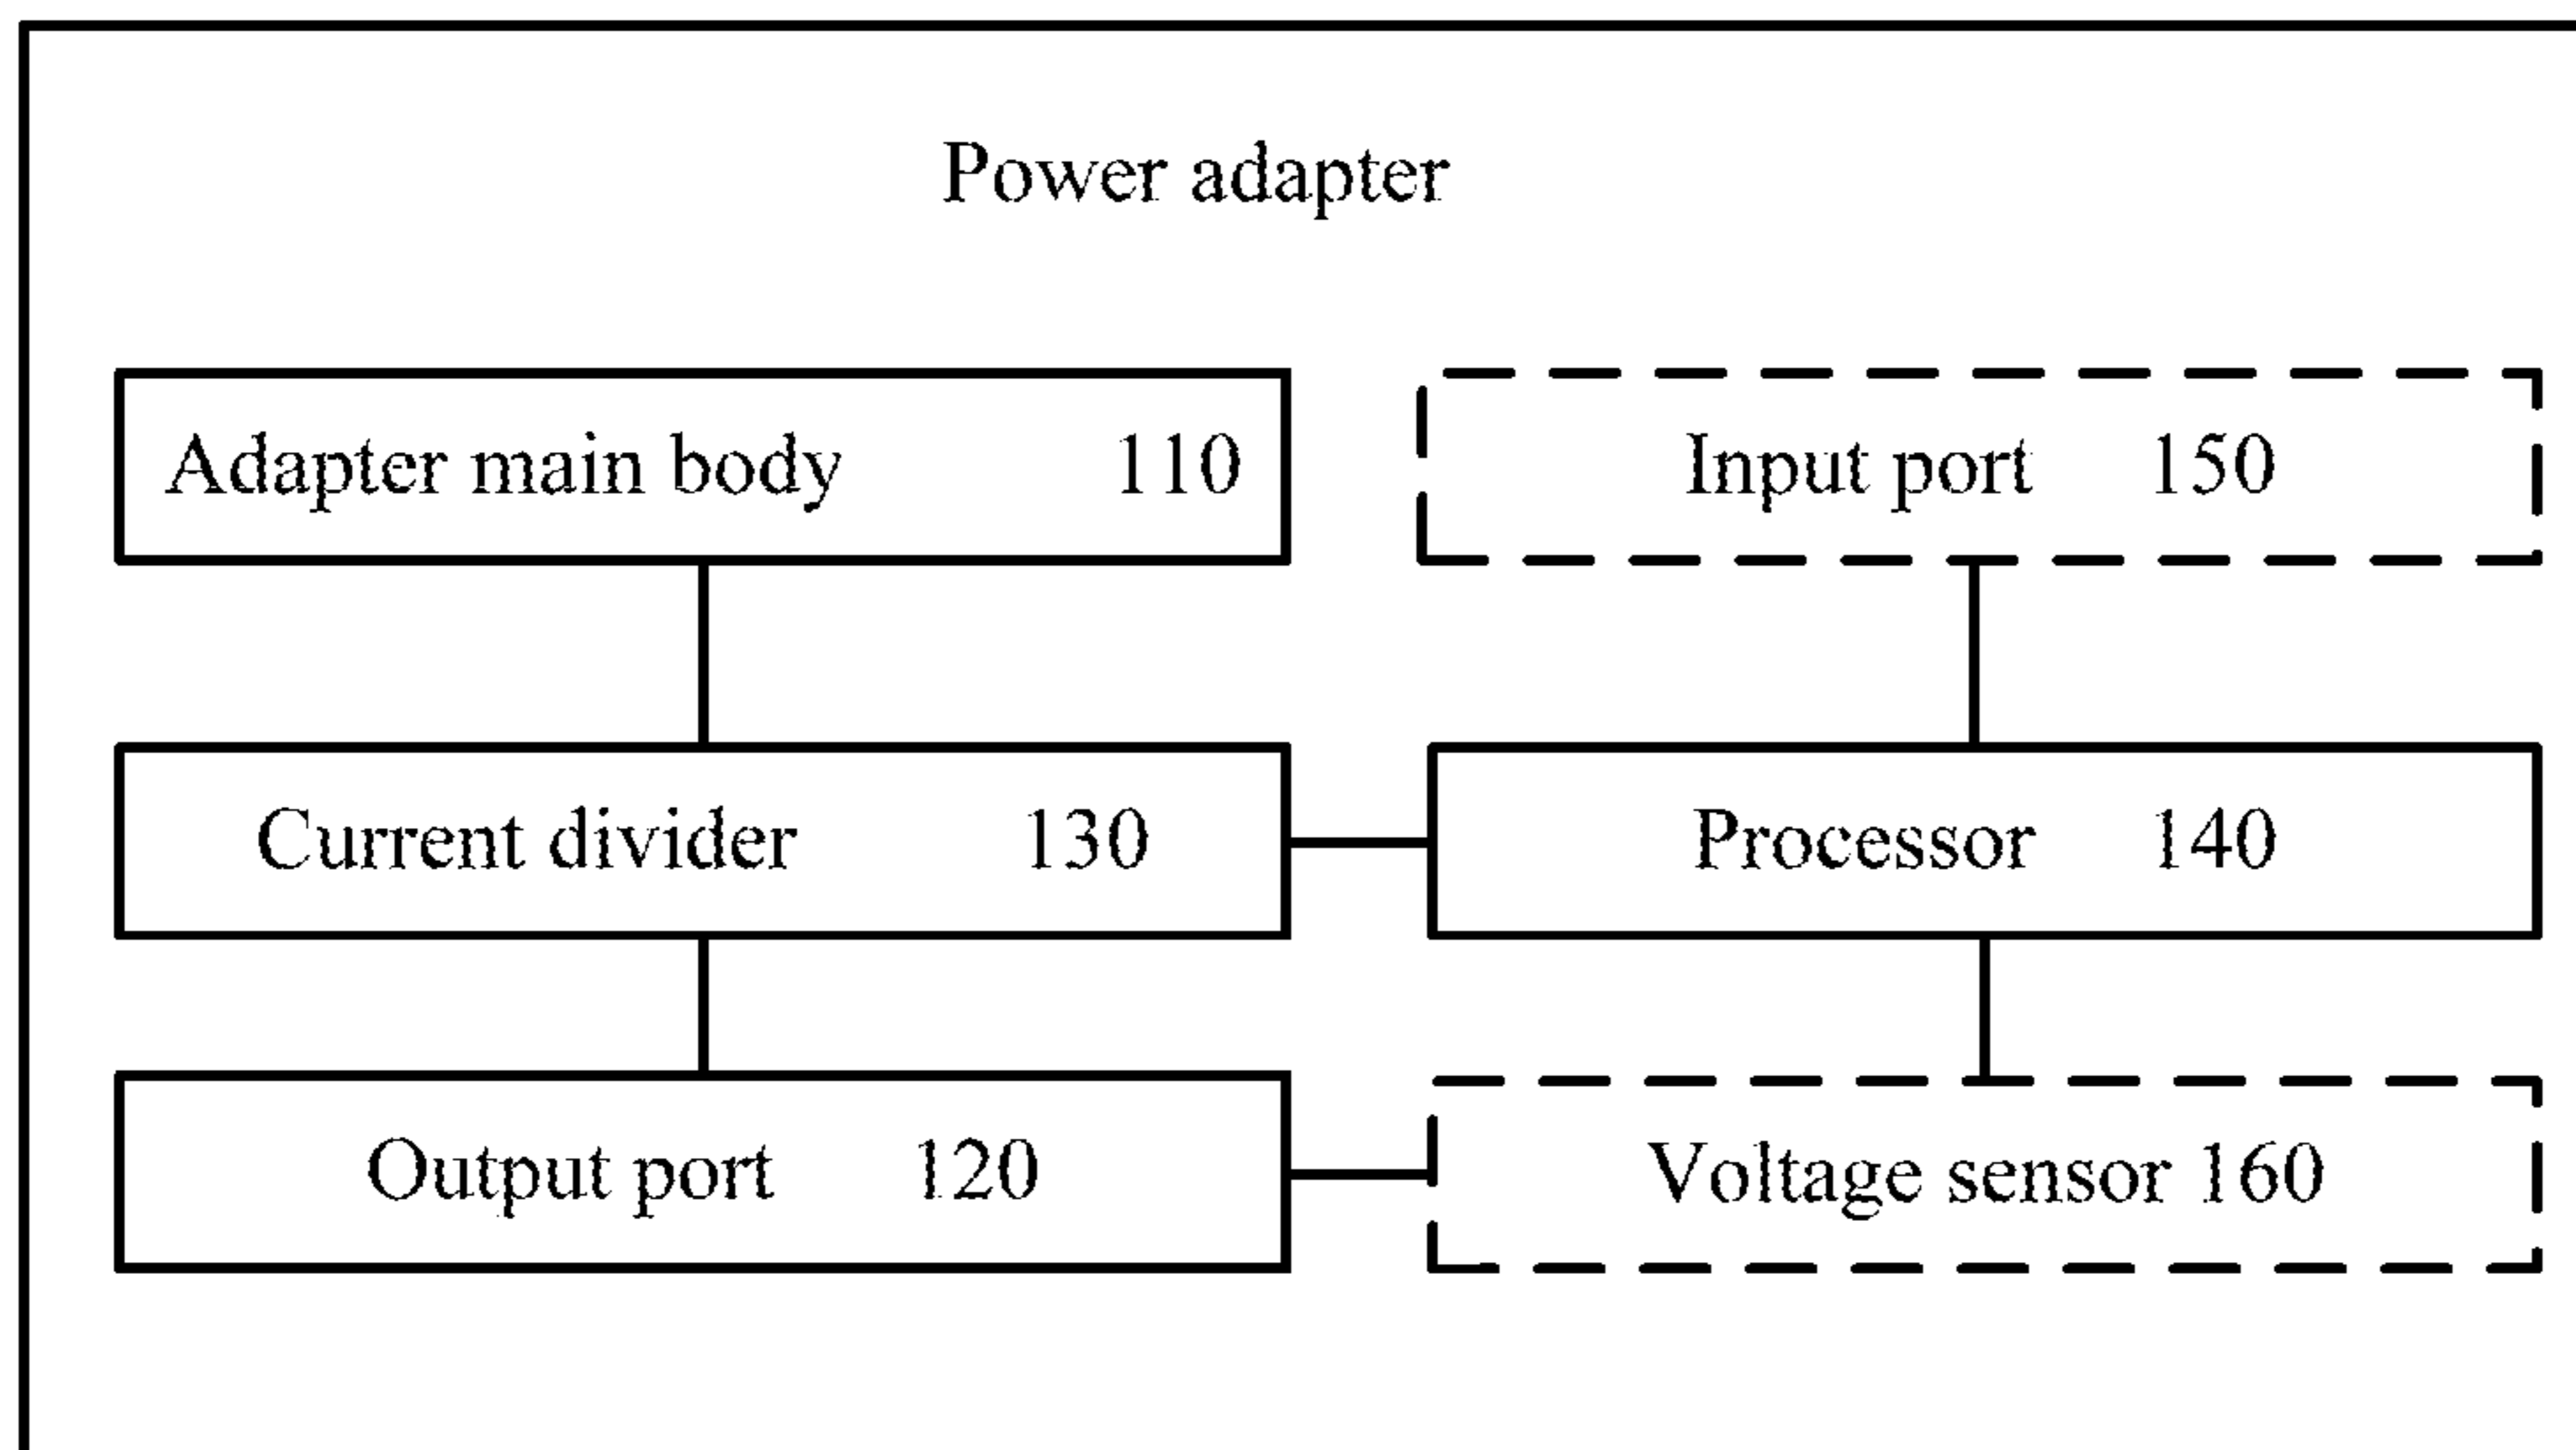 Power adapter
Adapter main body 110
Input port 150
Current divider 130
Processor 140
Output port 120
Voltage sensor 160